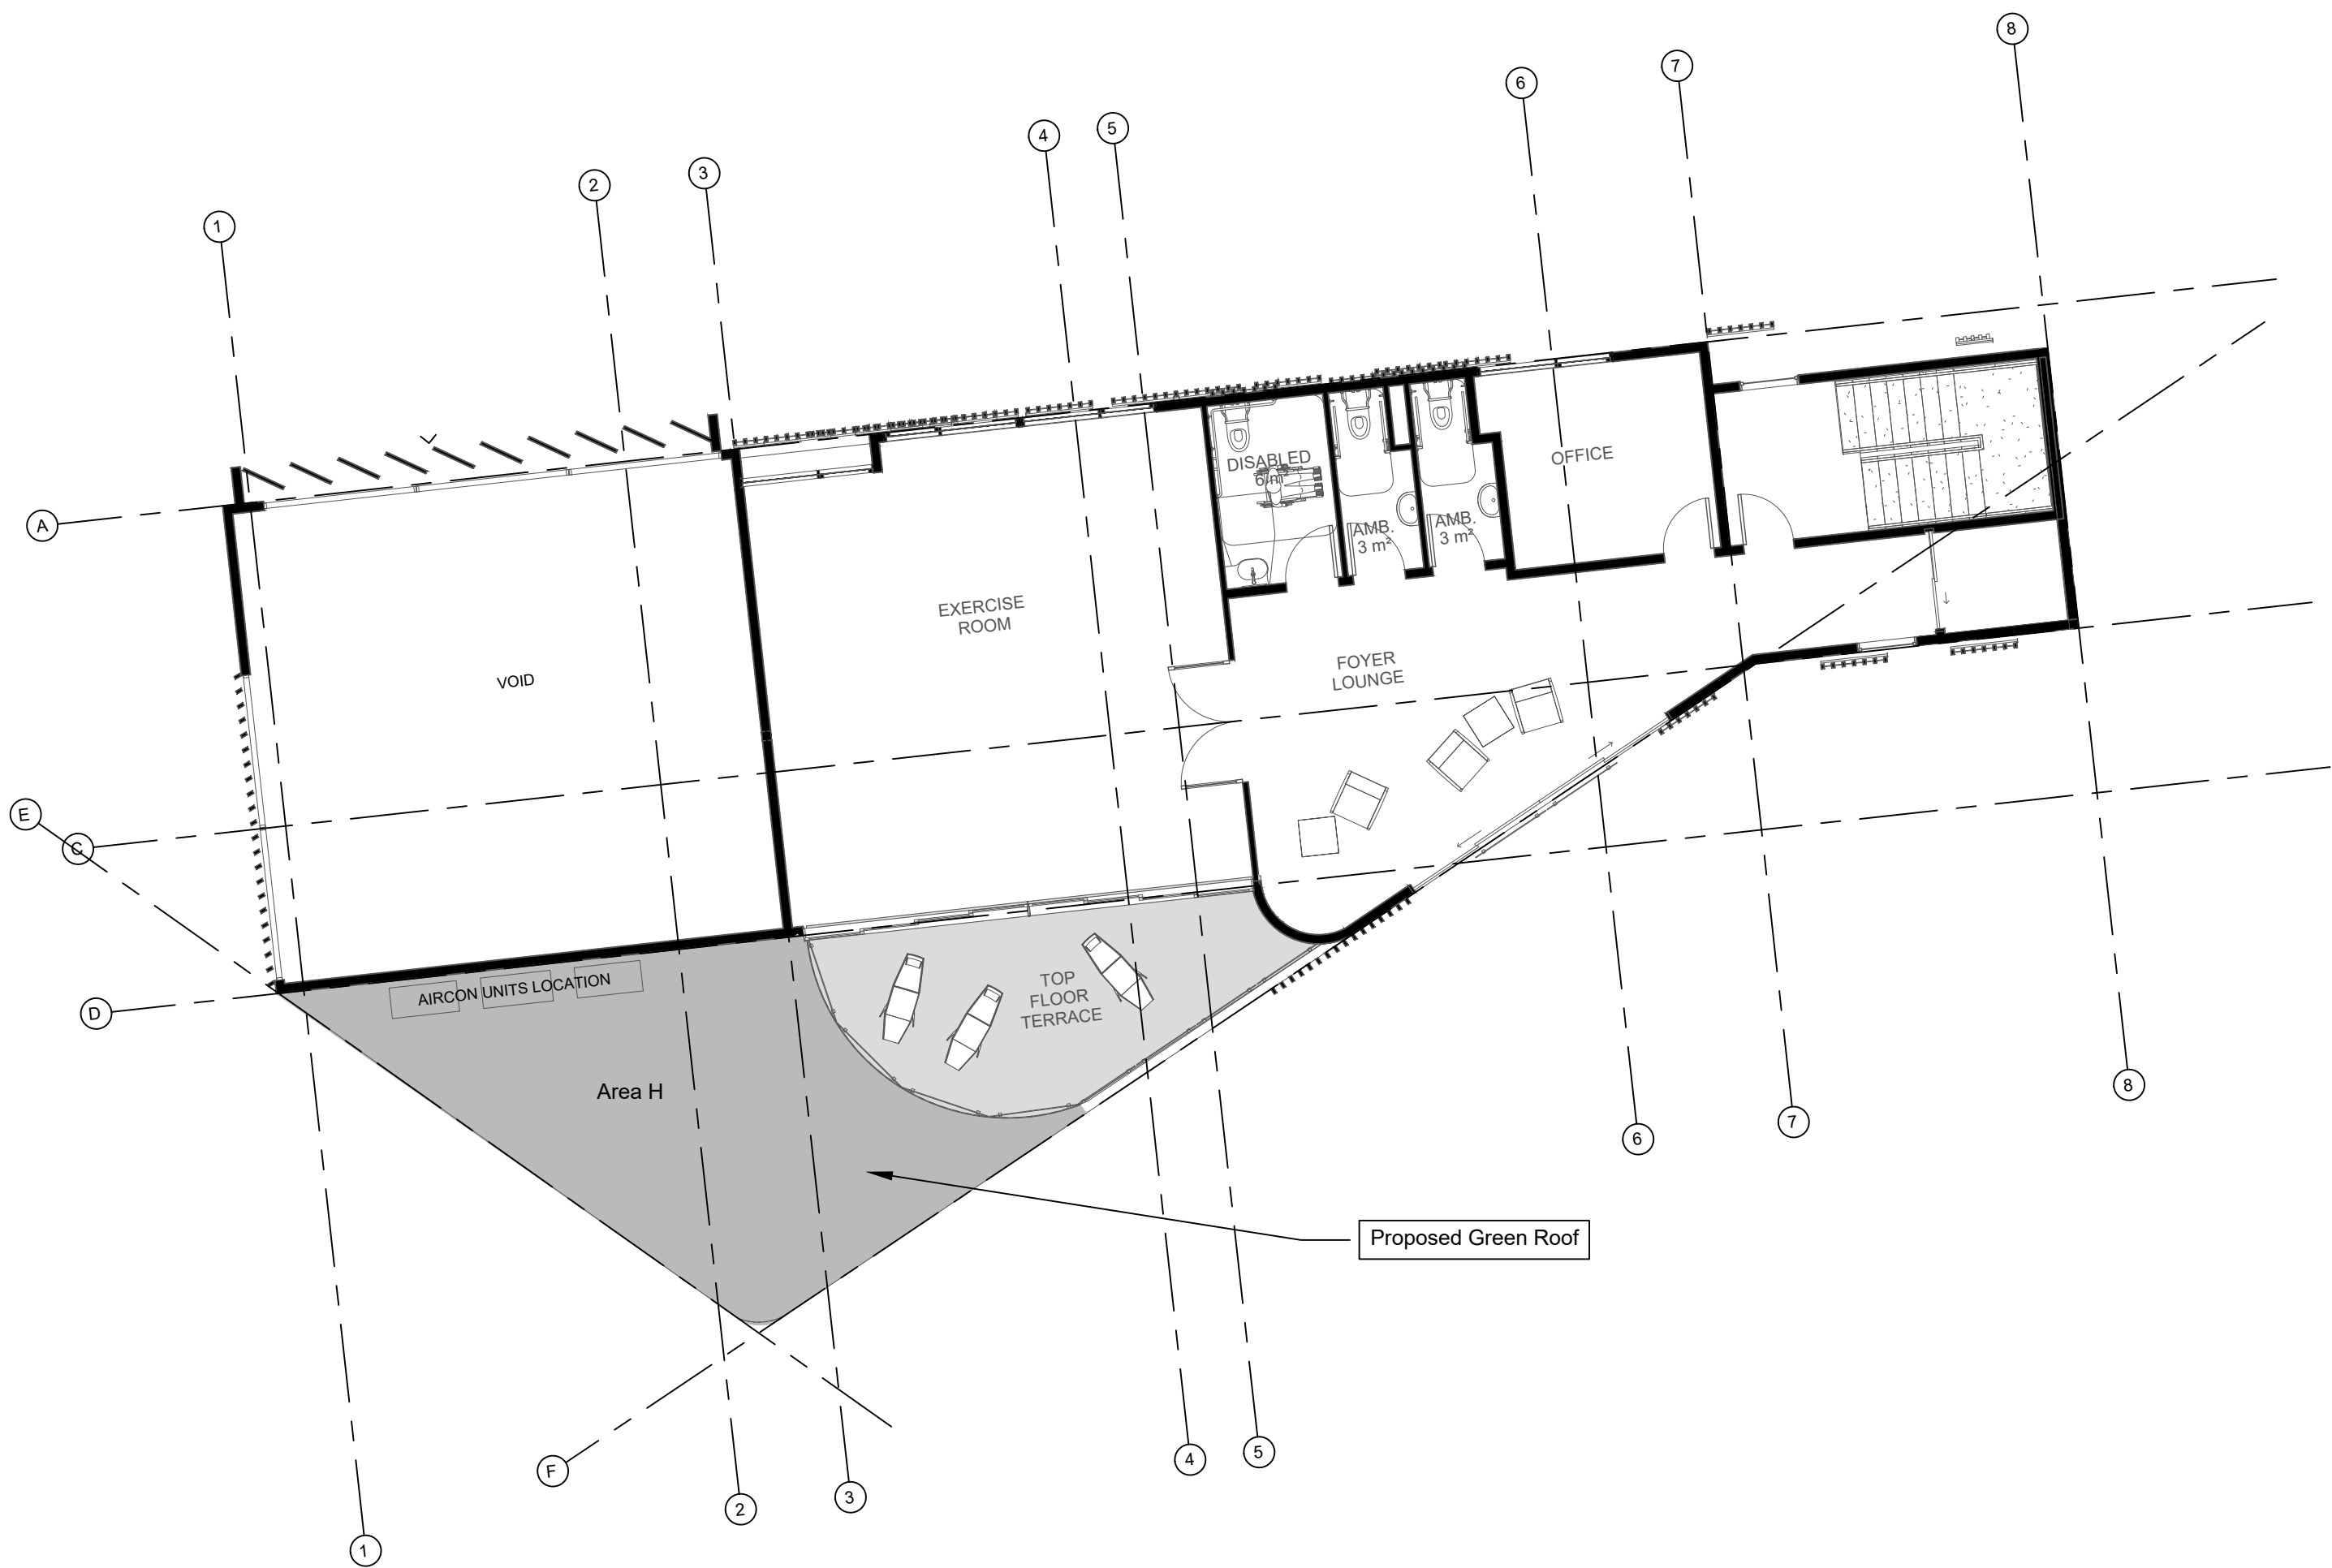 8
7
6
5
4
3
2
1
A
DISABLED
6 m²
OFFICE
AMB.
3 m²
AMB.
3 m²
EXERCISE
ROOM
FOYER
LOUNGE
VOID
E
C
D
AIRCON UNITS LOCATION
TOP
FLOOR
TERRACE
Area H
Proposed Green Roof
8
7
6
5
4
F
3
2
1